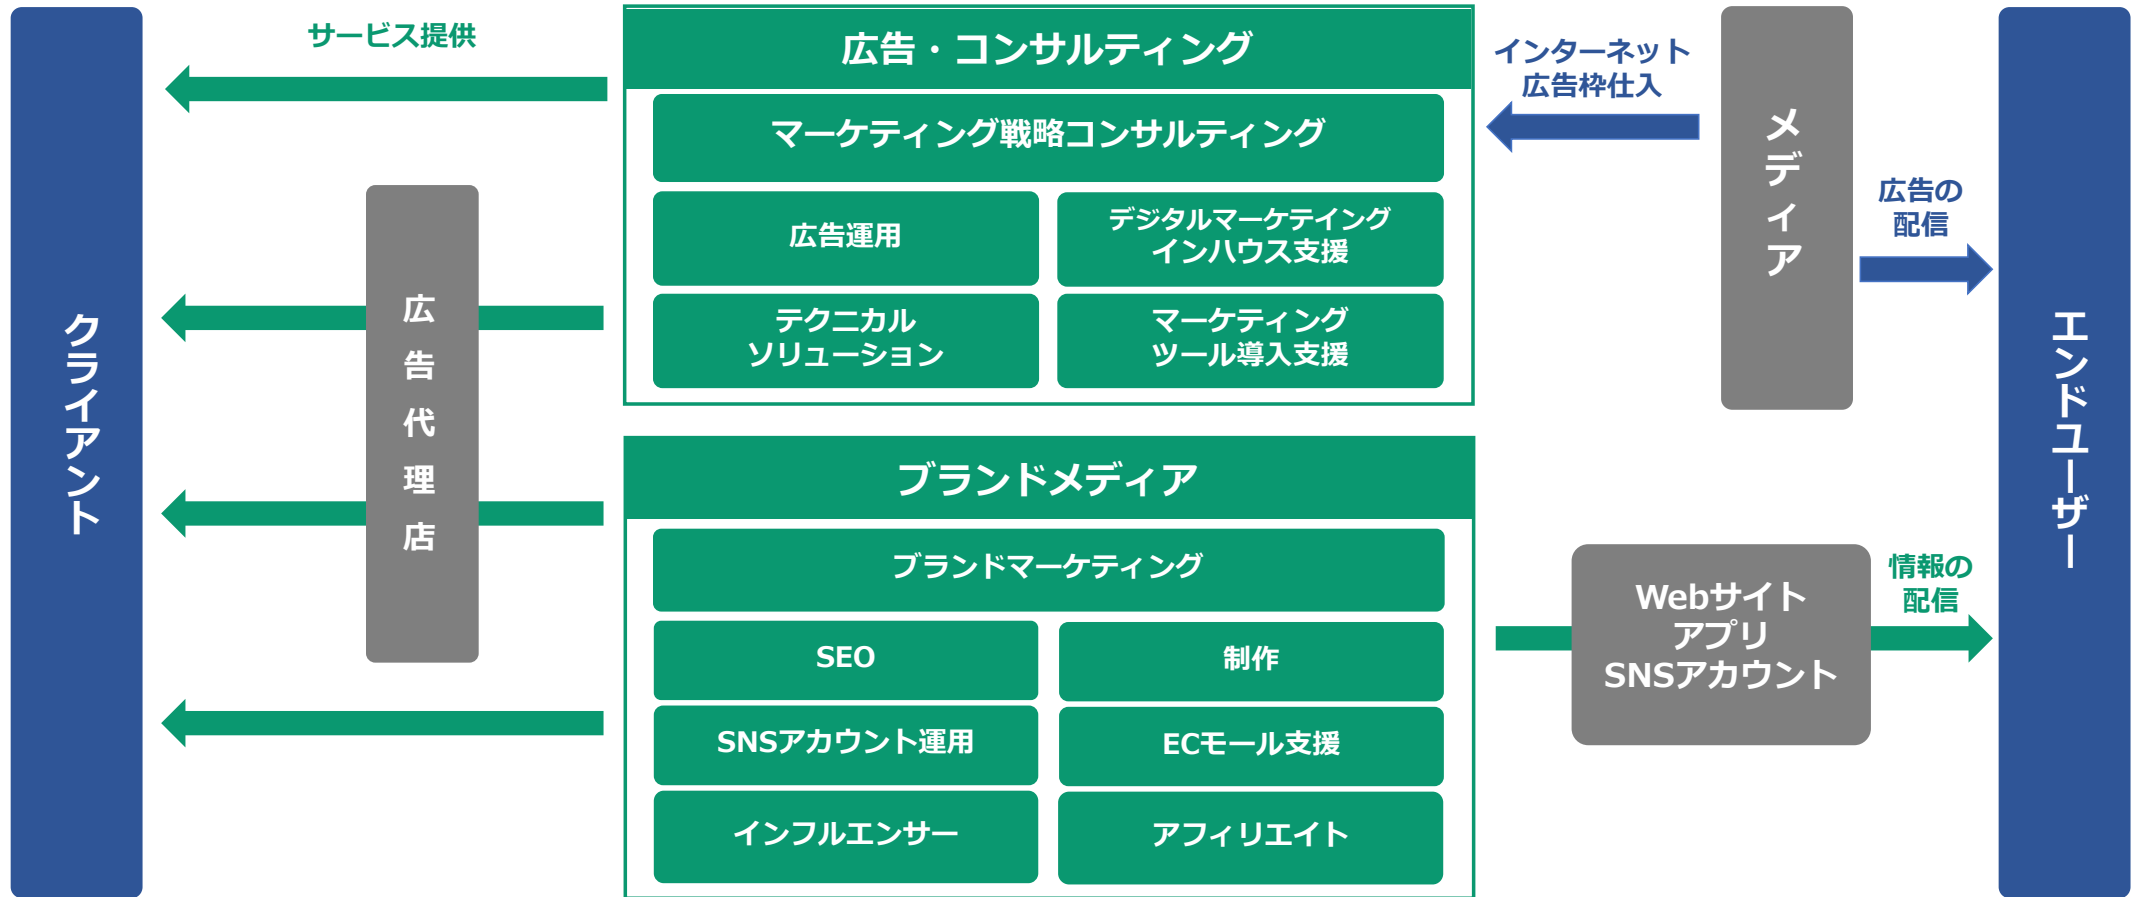 クライアント
サービス提供
広告代理店
広告・コンサルティング
マーケティング戦略コンサルティング
広告運用
デジタルマーケテイング
インハウス支援
テクニカル
ソリューション
マーケティング
ツール導入支援
ブランドメディア
ブランドマーケティング
SEO
制作
SNSアカウント運用
ECモール支援
インフルエンサー
アフィリエイト
インターネット
広告枠仕入
メディア
広告の
配信
Webサイト
アプリ
SNSアカウント
情報の
配信
エンドユーザー